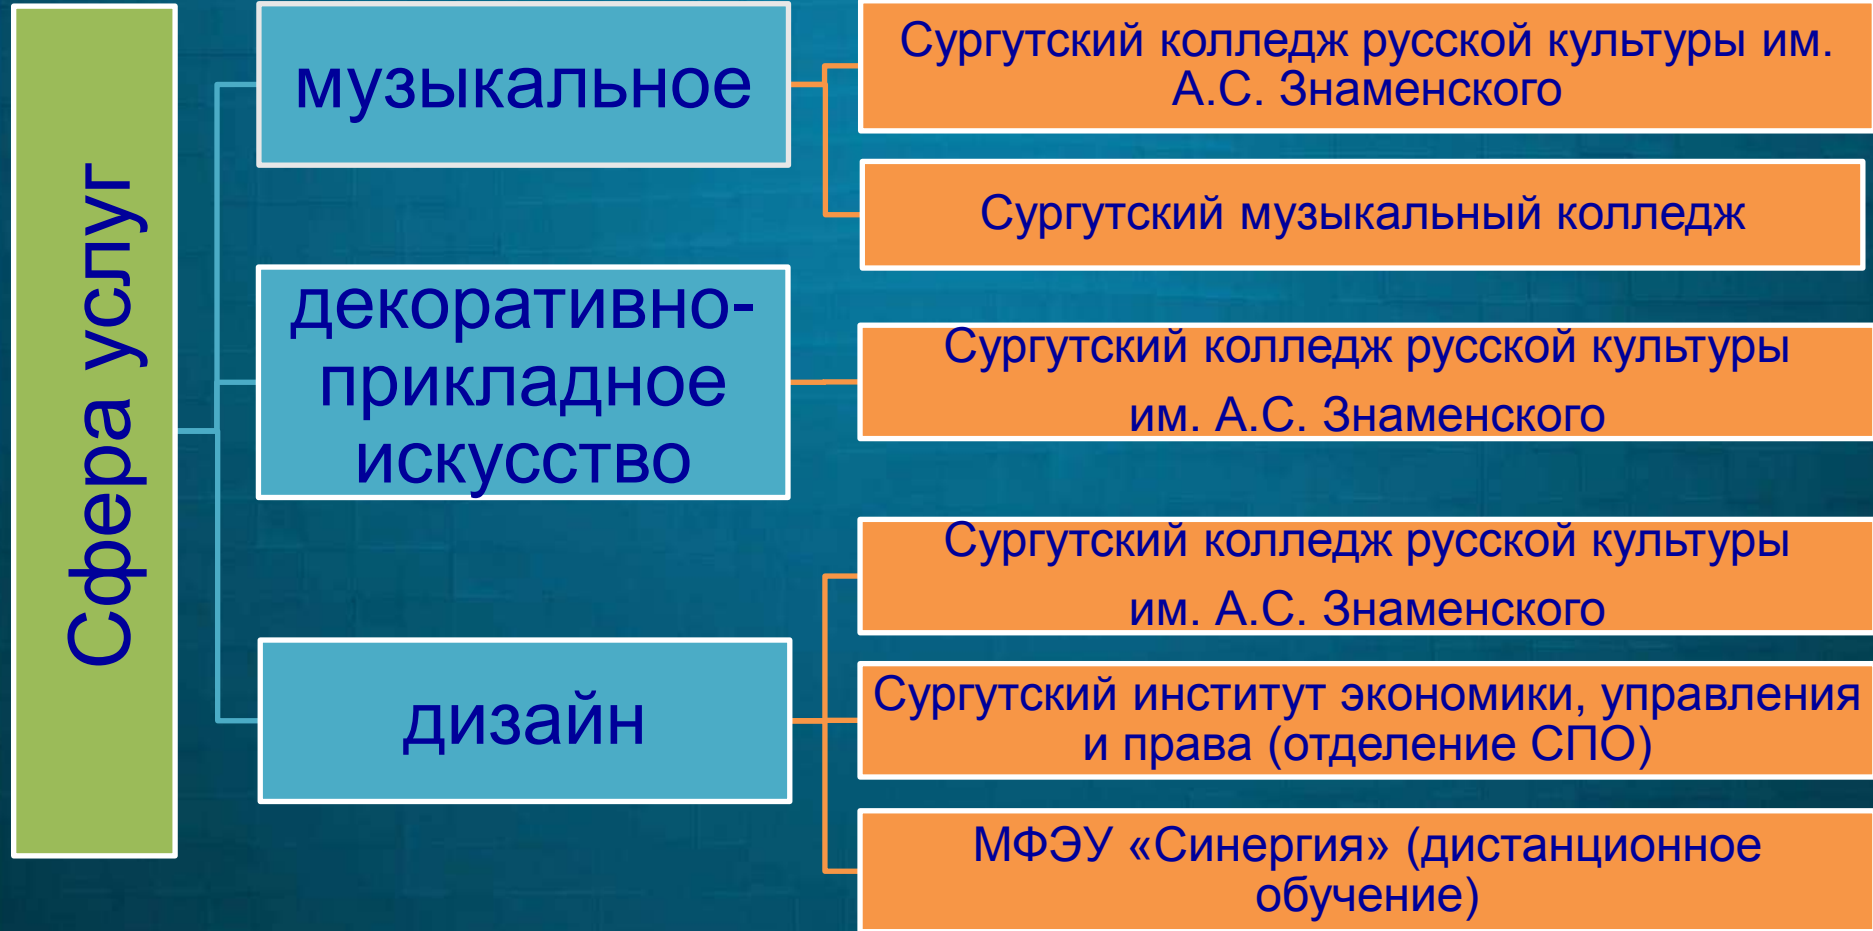 Сфера услуг
музыкальное
Сургутский колледж русской культуры им.
А.С. Знаменского
Сургутский музыкальный колледж
декоративно-
прикладное
искусство
Сургутский колледж русской культуры
им. А.С. Знаменского
дизайн
Сургутский колледж русской культуры
им. А.С. Знаменского
Сургутский институт экономики, управления
и права (отделение СПО)
МФЭУ «Синергия» (дистанционное
обучение)